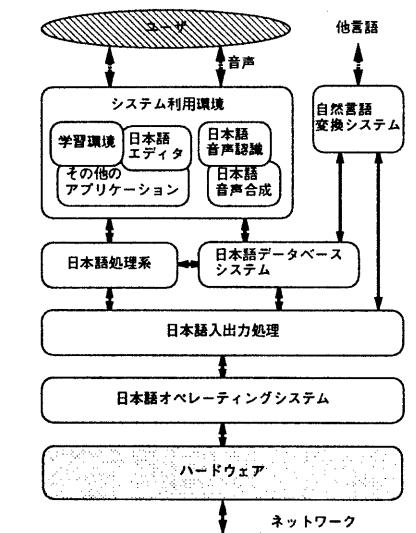 ユーザ
他言語
音声
システム利用環境
自然言語
変換システム
学習環境
日本語
エディタ
日本語
音声認識
その他の
アプリケーション
日本語
音声合成
日本語処理系
日本語データベース
システム
日本語入出力処理
日本語オペレーティングシステム
ハードウェア
ネットワーク